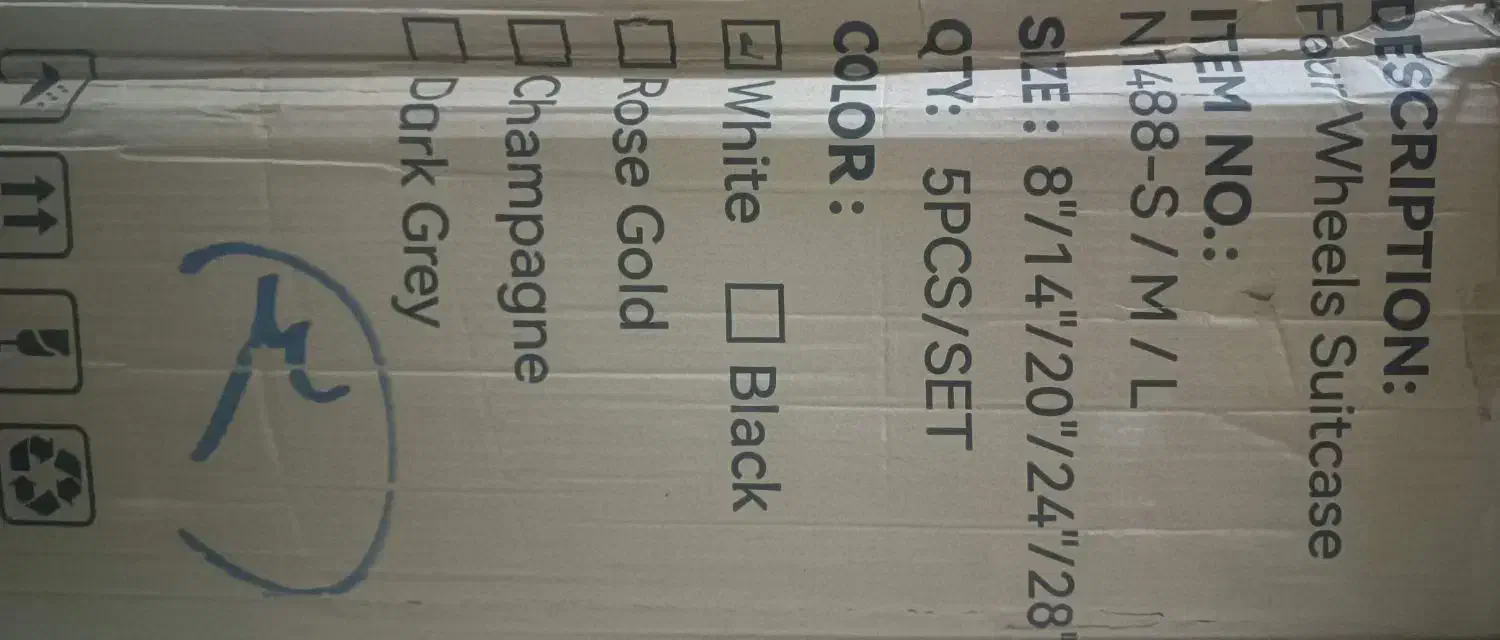 DESCRIPTION:
Four Wheels Suitcase
ITEM NO.:
N1488-S / M / L
SIZE : 8"/14"/20"/24"/28"
QTY: 5PCS/SET
COLOR :
White Black
Rose Gold
Champagne
Dark Grey